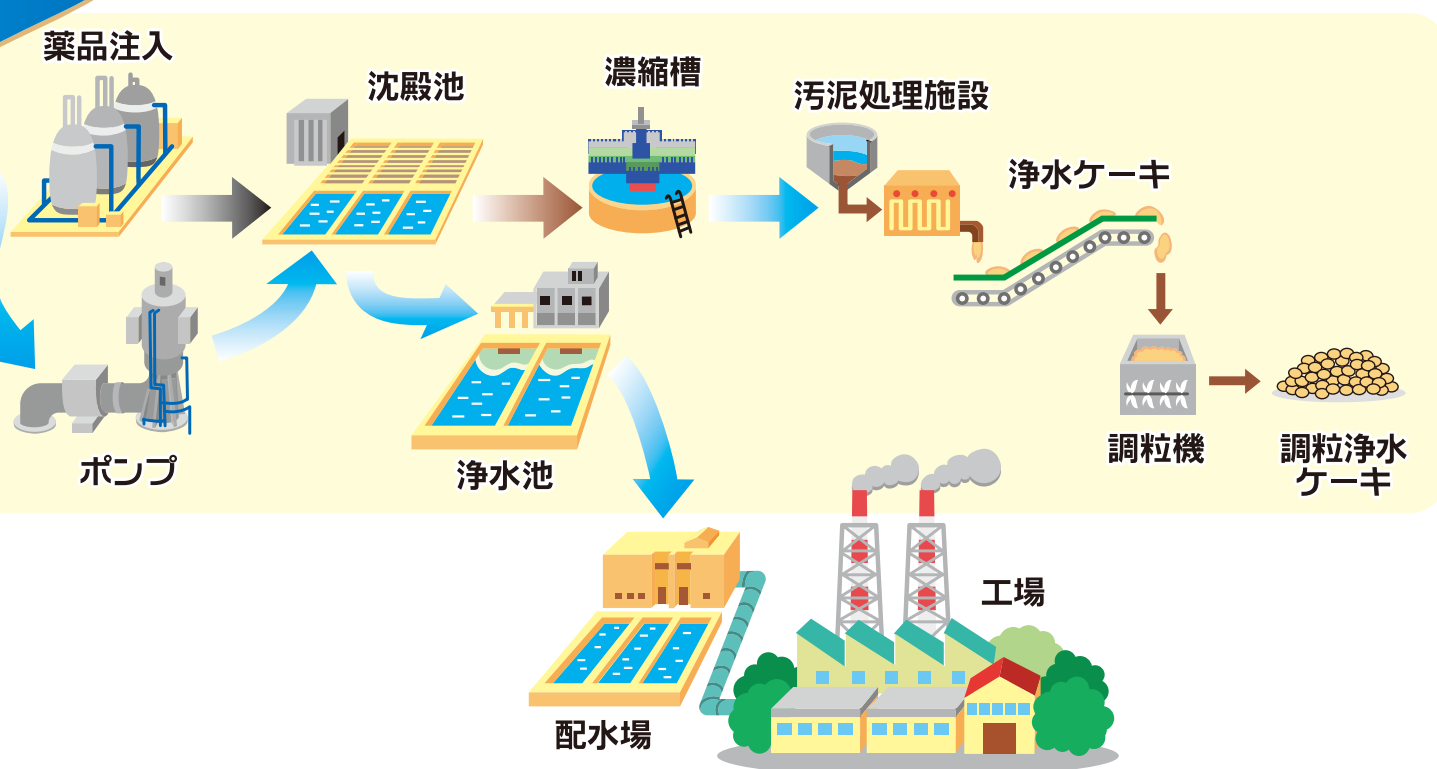 薬品注入
沈殿池
濃縮槽
汚泥処理施設
浄水ケーキ
ポンプ
浄水池
調粒機
調粒浄水
ケーキ
工場
配水場